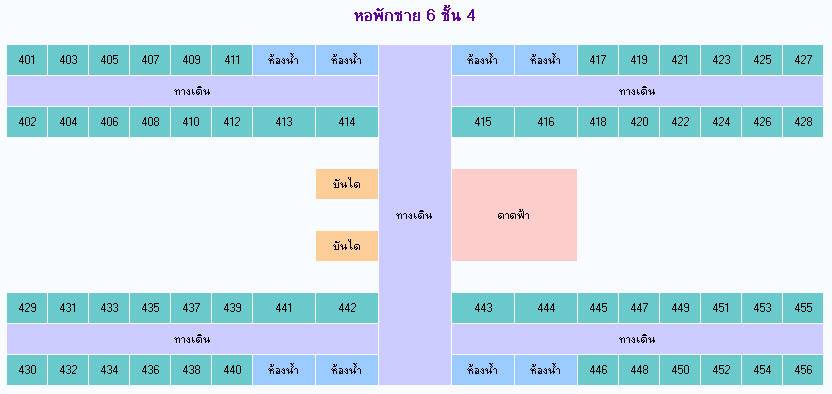 หอพักชาย 6 ชั้น 4
401 403 405 407 409 411 ห้องน้ำ ห้องน้ำ ห้องน้ำ ห้องน้ำ 417 419 421 423 425 427
ทางเดิน ทางเดิน
402 404 406 408 410 412 413 414 415 416 418 420 422 424 426 428
บันได
ทางเดิน ดาดฟ้า
บันได
429 431 433 435 437 439 441 442 443 444 445 447 449 451 453 455
ทางเดิน ทางเดิน
430 432 434 436 438 440 ห้องน้ำ ห้องน้ำ ห้องน้ำ ห้องน้ำ 446 448 450 452 454 456